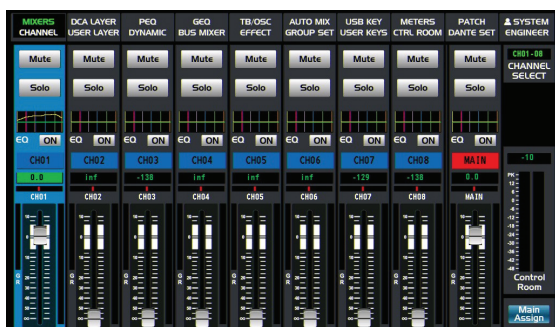 MIXERS DCA LAYER PEQ GEQ TB/OSC AUTO MIX USB KEY METERS PATCH SYSTEM
CHANNEL USER LAYER DYNAMIC BUS MIXER EFFECT GROUP SET USER KEYS CTRL ROOM DANTE SET ENGINEER
Mute Mute Mute Mute Mute Mute Mute Mute Mute CH01-08
CHANNEL
SELECT
Solo Solo Solo Solo Solo Solo Solo Solo Solo
EQ ON EQ ON EQ ON EQ ON EQ ON EQ ON EQ ON EQ ON EQ ON
CH01 CH02 CH03 CH04 CH05 CH06 CH07 CH08 MAIN -10
0.0 inf -138 inf inf inf -129 -138 0.0
CH01 CH02 CH03 CH04 CH05 CH06 CH07 CH08 MAIN
Control
Room
Main
Assign